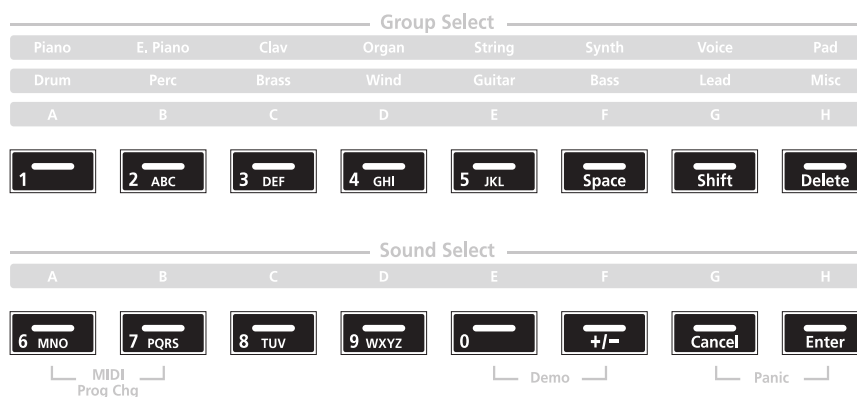 Group Select
Piano E. Piano Clav Organ String Synth Voice Pad
Drum Perc Brass Wind Guitar Bass Lead Misc
A B C D E F G H
1 2 ABC 3 DEF 4 GHI 5 JKL Space Shift Delete
Sound Select
A B C D E F G H
6 MNO 7 PQRS 8 TUV 9 WXYZ 0 +/– Cancel Enter
MIDI Demo Panic
Prog Chg